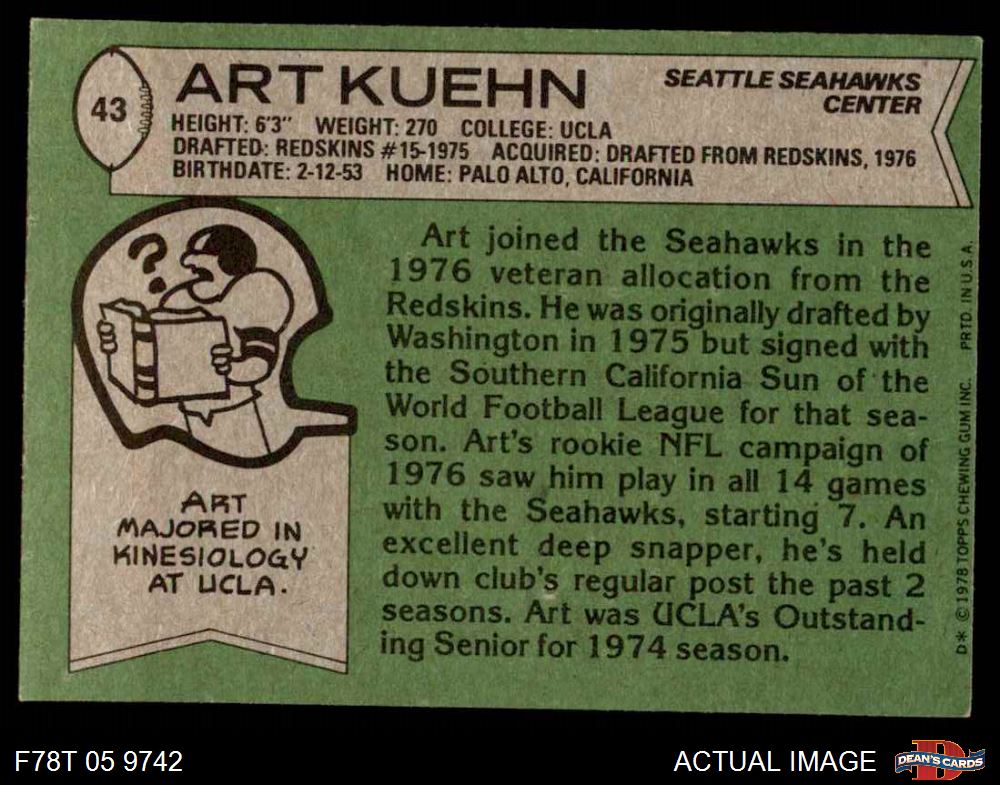 43
ART KUEHN
SEATTLE SEAHAWKS
CENTER
HEIGHT: 6'3" WEIGHT: 270 COLLEGE: UCLA
DRAFTED: REDSKINS #15-1975 ACQUIRED: DRAFTED FROM REDSKINS, 1976
BIRTHDATE: 2-12-53 HOME: PALO ALTO, CALIFORNIA
?
ART
MAJORED IN
KINESIOLOGY
AT UCLA.
Art joined the Seahawks in the
1976 veteran allocation from the
Redskins. He was originally drafted by
Washington in 1975 but signed with
the Southern California Sun of the
World Football League for that sea-
son. Art's rookie NFL campaign of
1976 saw him play in all 14 games
with the Seahawks, starting 7. An
excellent deep snapper, he's held
down club's regular post the past 2
seasons. Art was UCLA's Outstand-
ing Senior for 1974 season.
D* © 1978 TOPPS CHEWING GUM INC. PRTD. IN U.S.A.
F78T 05 9742
ACTUAL IMAGE
D
DEAN'S CARDS